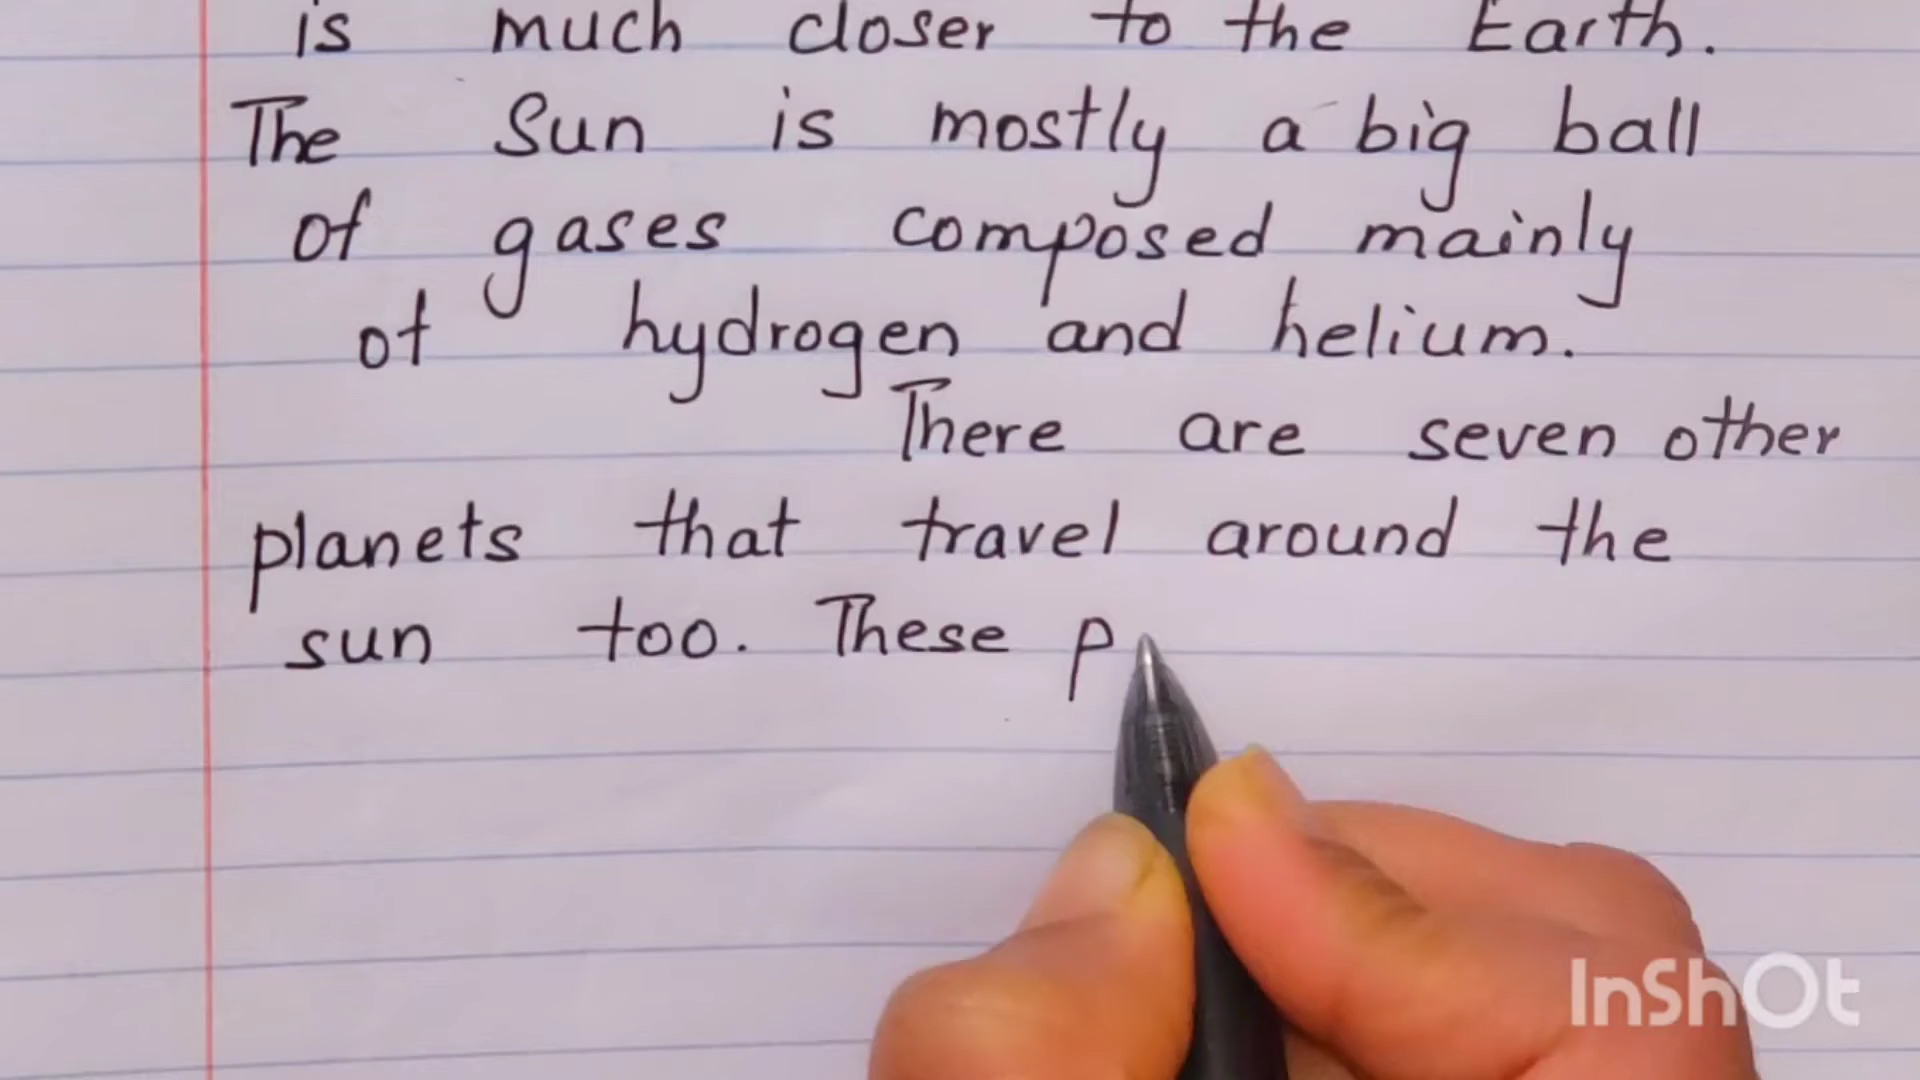 is much closer to the Earth.
The Sun is mostly a big ball
of gases composed mainly
of hydrogen and helium.
There are seven other
planets that travel around the
sun too. These p
InShOt